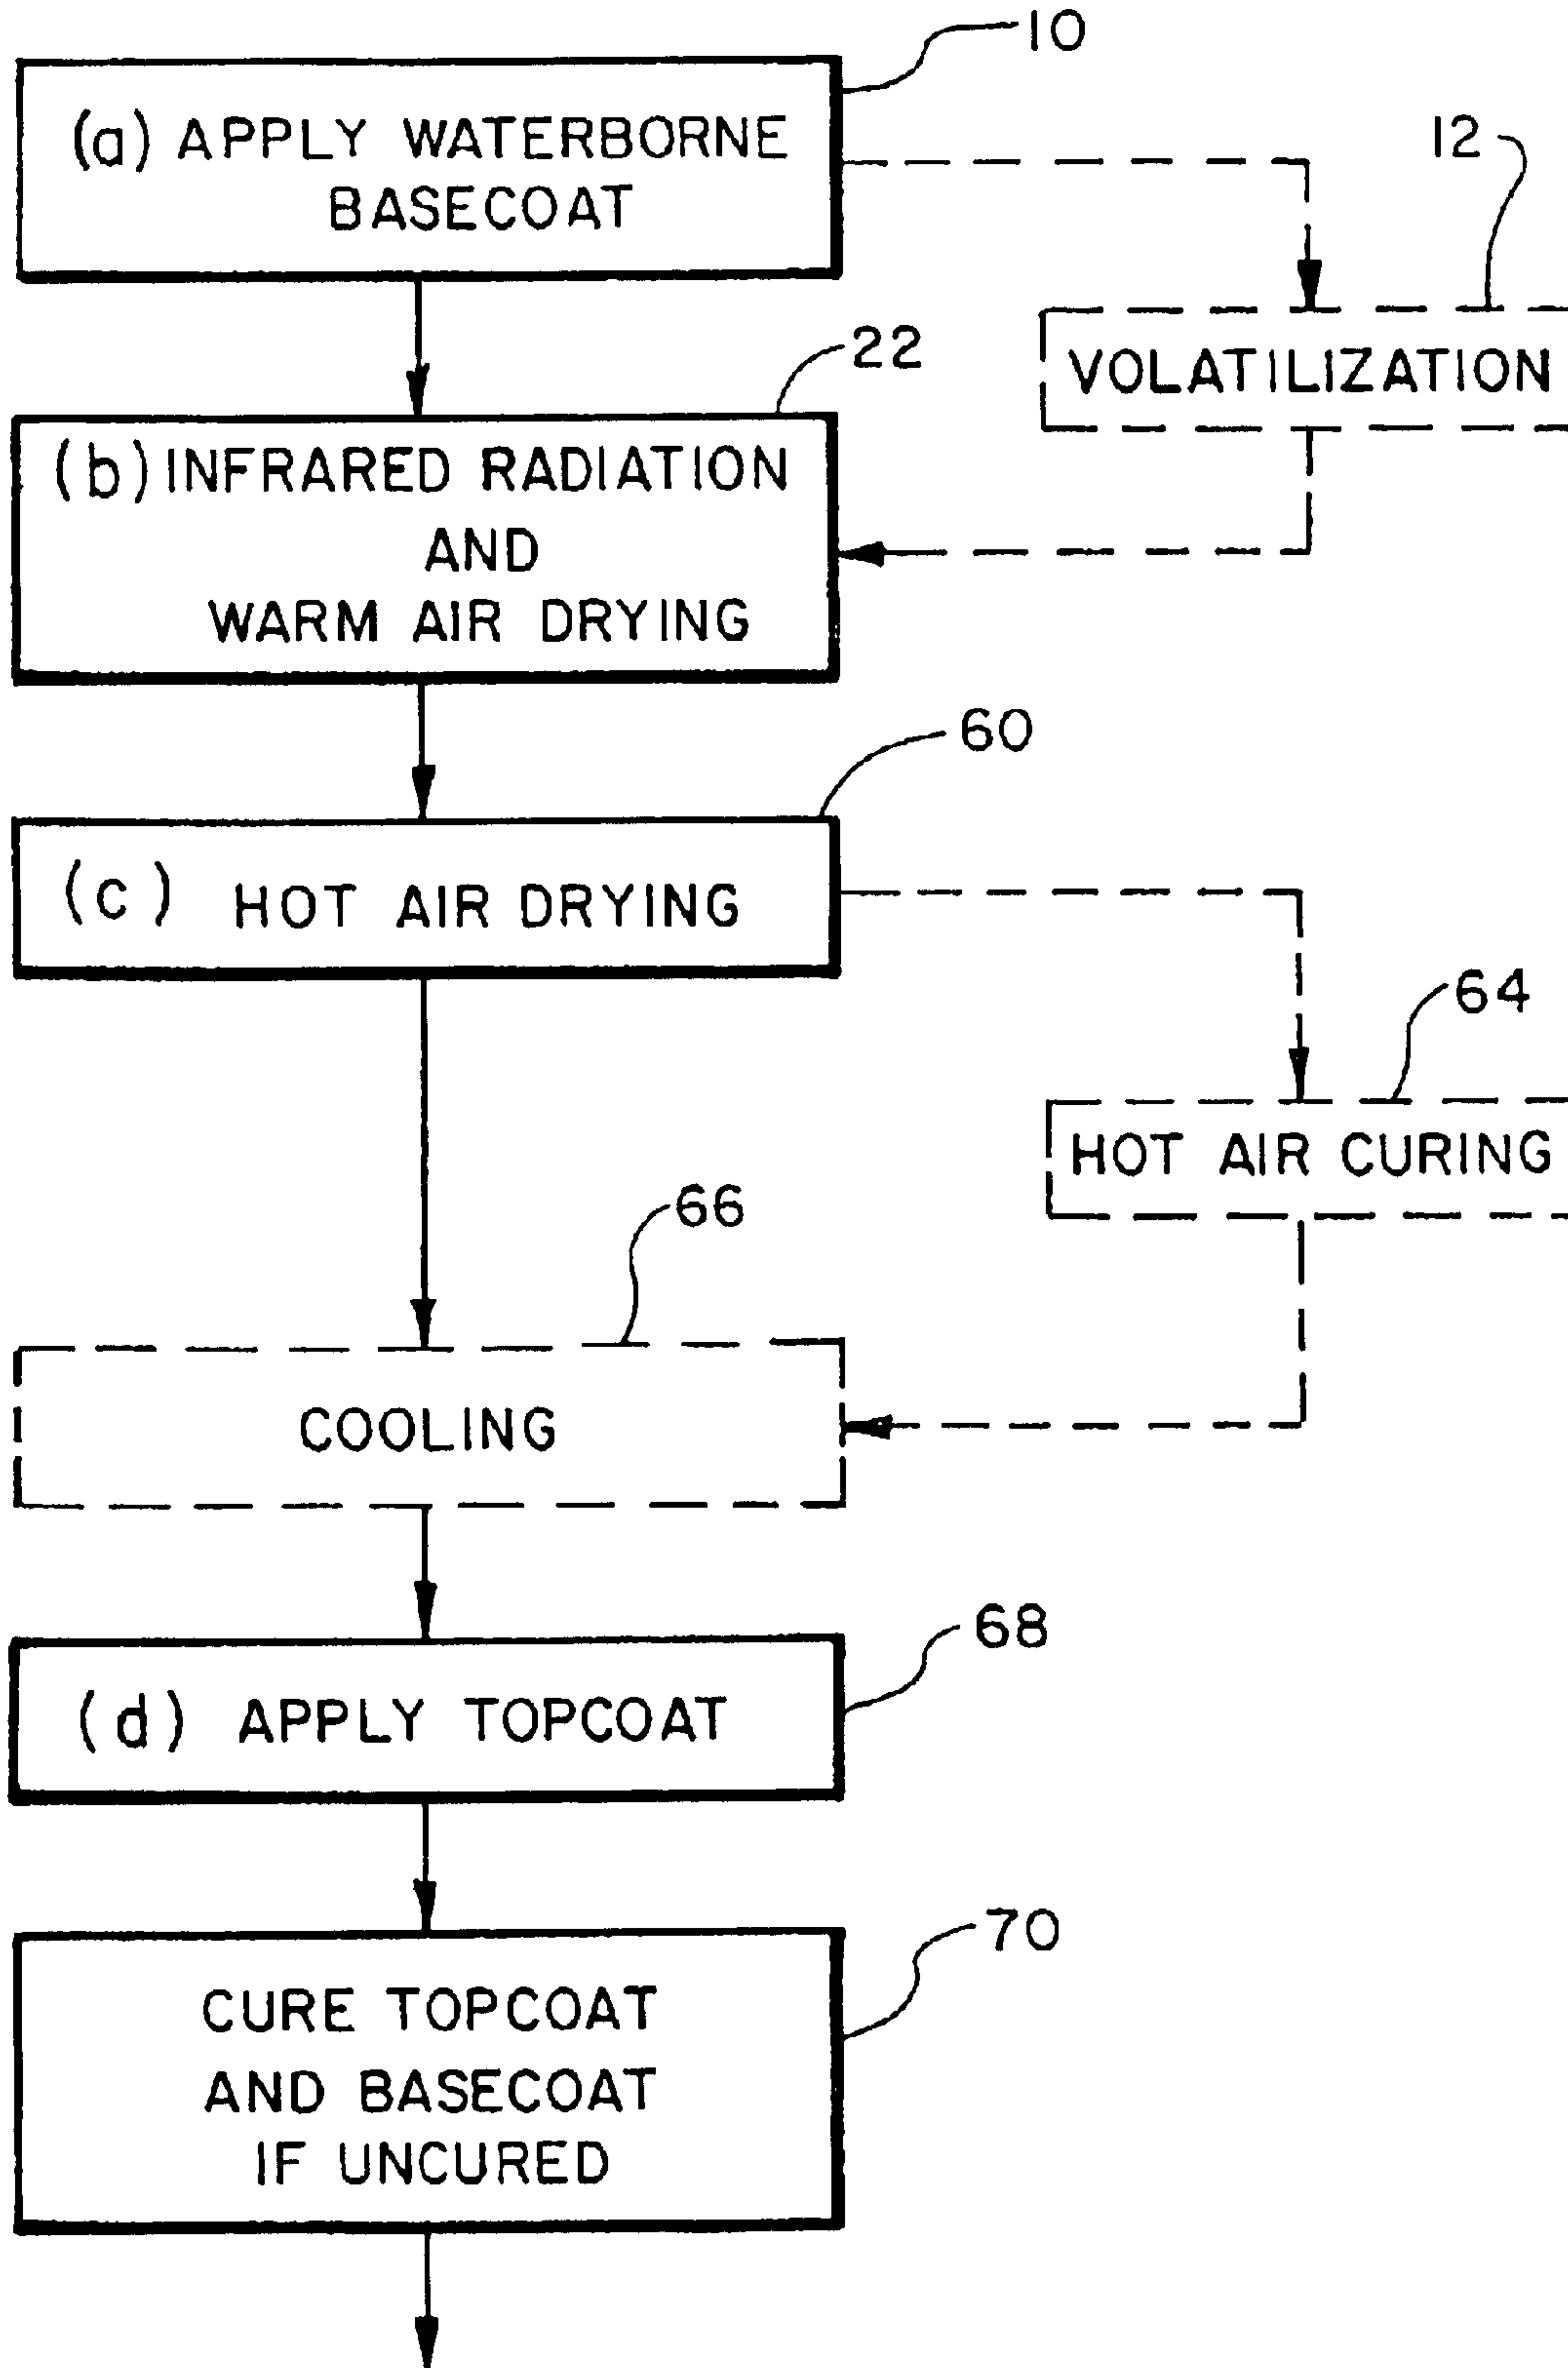 10
(a) APPLY WATERBORNE
BASECOAT
12
VOLATILIZATION
22
(b) INFRARED RADIATION
AND
WARM AIR DRYING
60
(c) HOT AIR DRYING
64
HOT AIR CURING
66
COOLING
68
(d) APPLY TOPCOAT
70
CURE TOPCOAT
AND BASECOAT
IF UNCURED